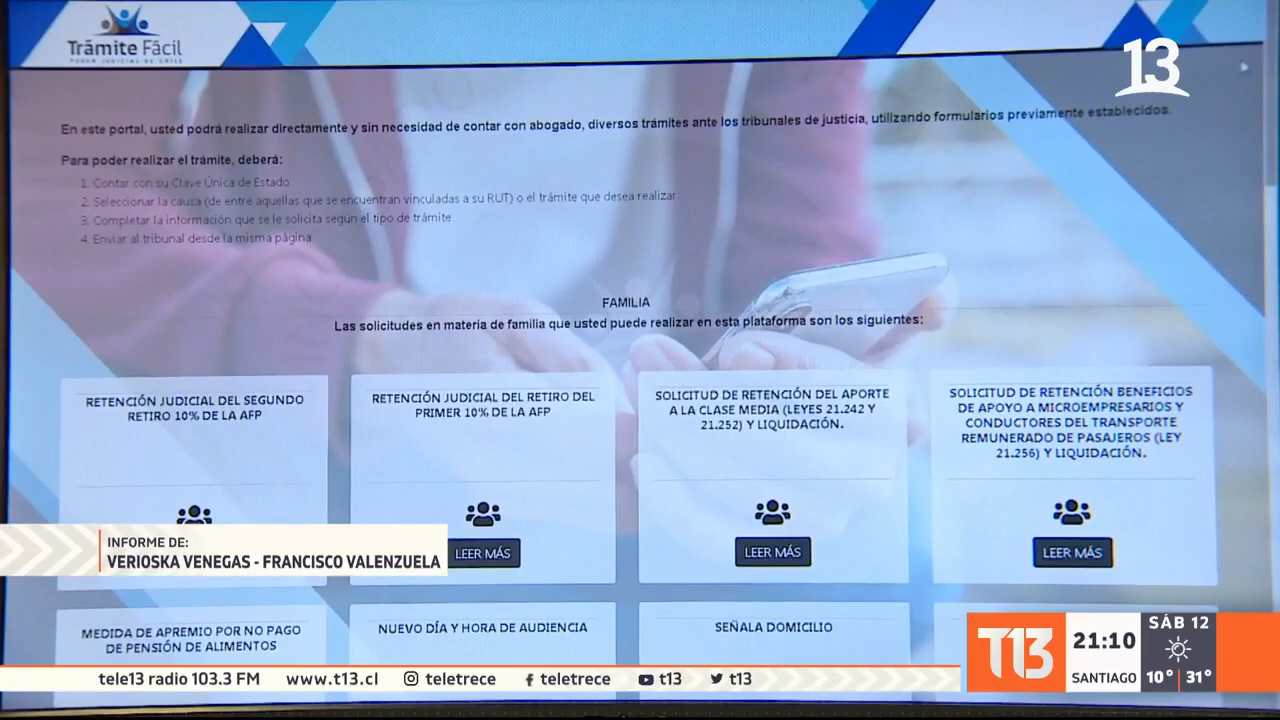 Trámite Fácil
PODER JUDICIAL DE CHILE
13
En este portal, usted podrá realizar directamente y sin necesidad de contar con abogado, diversos trámites ante los tribunales de justicia, utilizando formularios previamente establecidos.
Para poder realizar el trámite, deberá:
1. Contar con su Clave Única de Estado
2. Seleccionar la causa (de entre aquellas que se encuentran vinculadas a su RUT) o el trámite que desea realizar
3. Completar la información que se le solicita según el tipo de trámite
4. Enviar al tribunal desde la misma página
FAMILIA
Las solicitudes en materia de familia que usted puede realizar en esta plataforma son los siguientes:
RETENCIÓN JUDICIAL DEL SEGUNDO
RETIRO 10% DE LA AFP
RETENCIÓN JUDICIAL DEL RETIRO DEL
PRIMER 10% DE LA AFP
LEER MÁS
SOLICITUD DE RETENCIÓN DEL APORTE
A LA CLASE MEDIA (LEYES 21.242 Y
21.252) Y LIQUIDACIÓN.
LEER MÁS
SOLICITUD DE RETENCIÓN BENEFICIOS
DE APOYO A MICROEMPRESARIOS Y
CONDUCTORES DEL TRANSPORTE
REMUNERADO DE PASAJEROS (LEY
21.256) Y LIQUIDACIÓN.
LEER MÁS
INFORME DE:
VERIOSKA VENEGAS - FRANCISCO VALENZUELA
MEDIDA DE APREMIO POR NO PAGO
DE PENSIÓN DE ALIMENTOS
NUEVO DÍA Y HORA DE AUDIENCIA
SEÑALA DOMICILIO
T13
21:10
SANTIAGO
SÁB 12
10° 31°
tele13 radio 103.3 FM www.t13.cl teletrece teletrece t13 t13